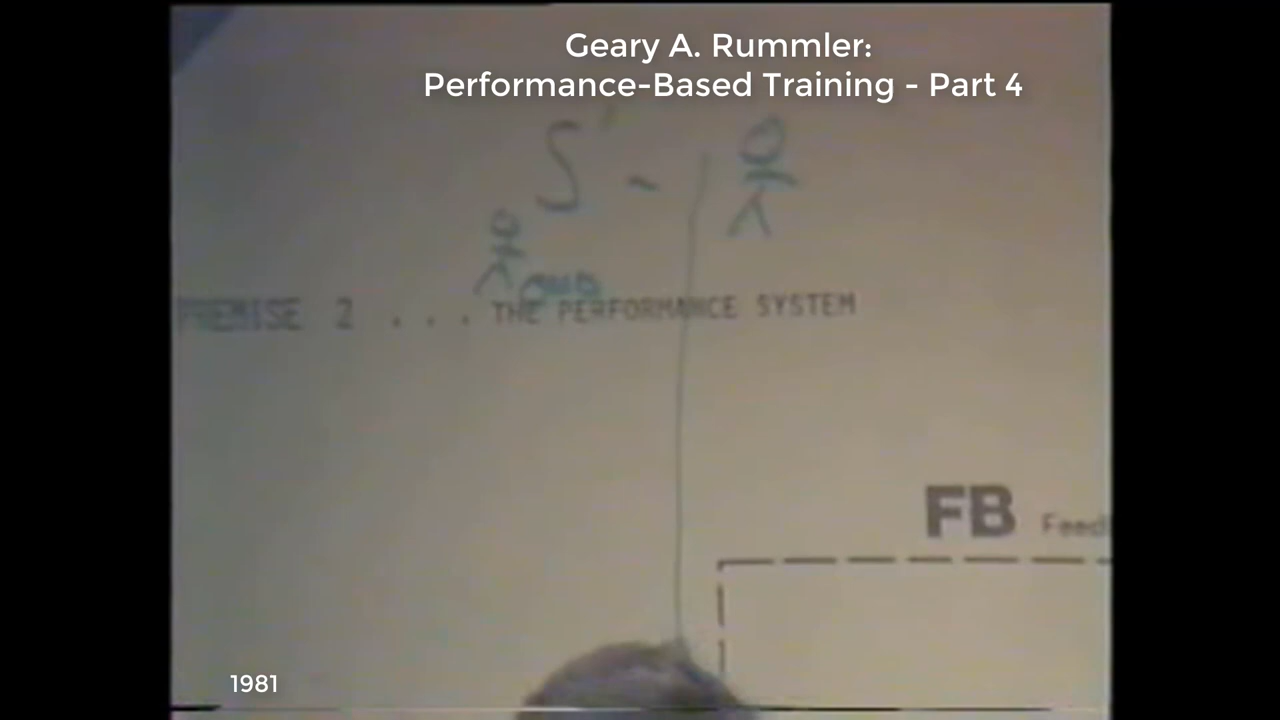 Geary A. Rummler:
Performance-Based Training - Part 4
S -
PREMISE 2 . . . THE PERFORMANCE SYSTEM
FB
1981